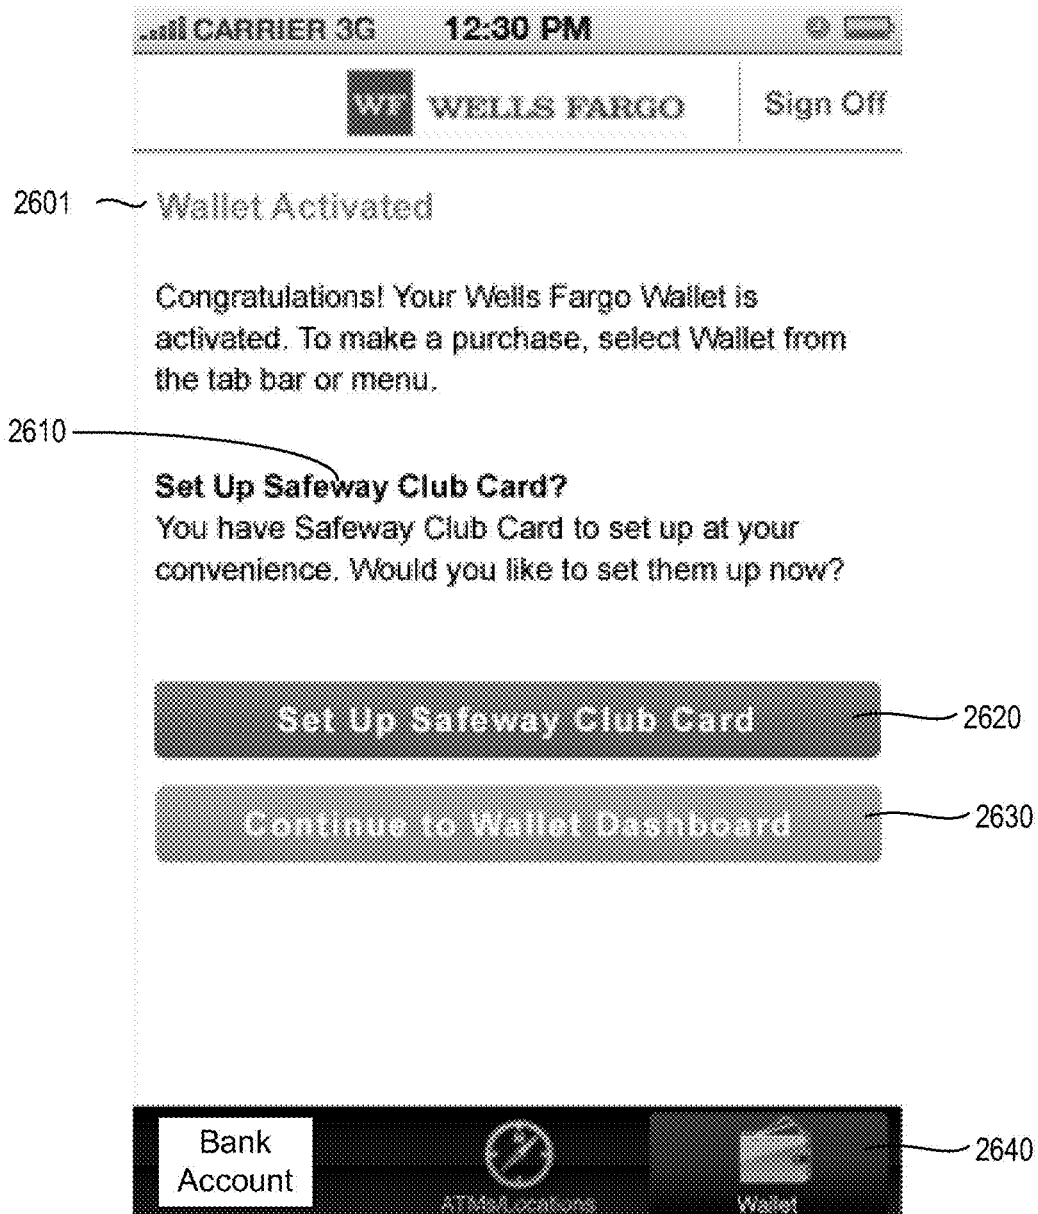 CARRIER 3G 12:30 PM
WF WELLS FARGO Sign Off
2601 Wallet Activated
Congratulations! Your Wells Fargo Wallet is
activated. To make a purchase, select Wallet from
the tab bar or menu.
2610
Set Up Safeway Club Card?
You have Safeway Club Card to set up at your
convenience. Would you like to set them up now?
Set Up Safeway Club Card 2620
Continue to Wallet Dashboard 2630
Bank
Account
ATMs/Locations
Wallet
2640